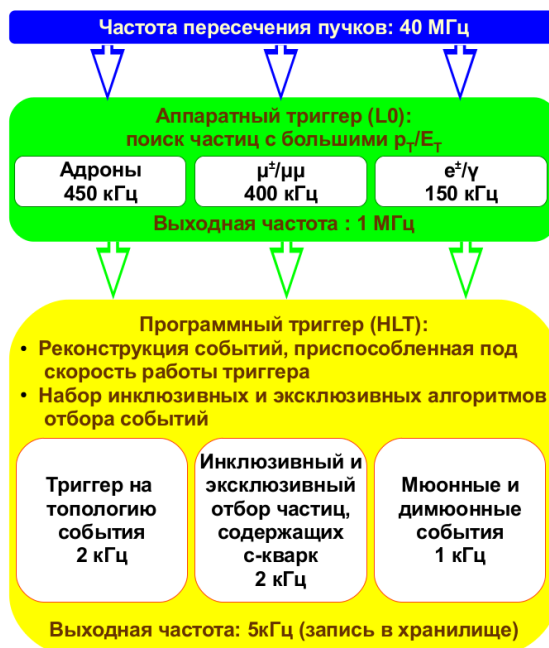 Частота пересечения пучков: 40 МГц
Аппаратный триггер (L0):
поиск частиц с большими pT/ET
Адроны
450 кГц
μ±/μμ
400 кГц
e±/γ
150 кГц
Выходная частота : 1 МГц
Программный триггер (HLT):
• Реконструкция событий, приспособленная под
скорость работы триггера
• Набор инклюзивных и эксклюзивных алгоритмов
отбора событий
Триггер на
топологию
события
2 кГц
Инклюзивный и
эксклюзивный
отбор частиц,
содержащих
с-кварк
2 кГц
Мюонные и
димюонные
события
1 кГц
Выходная частота: 5кГц (запись в хранилище)